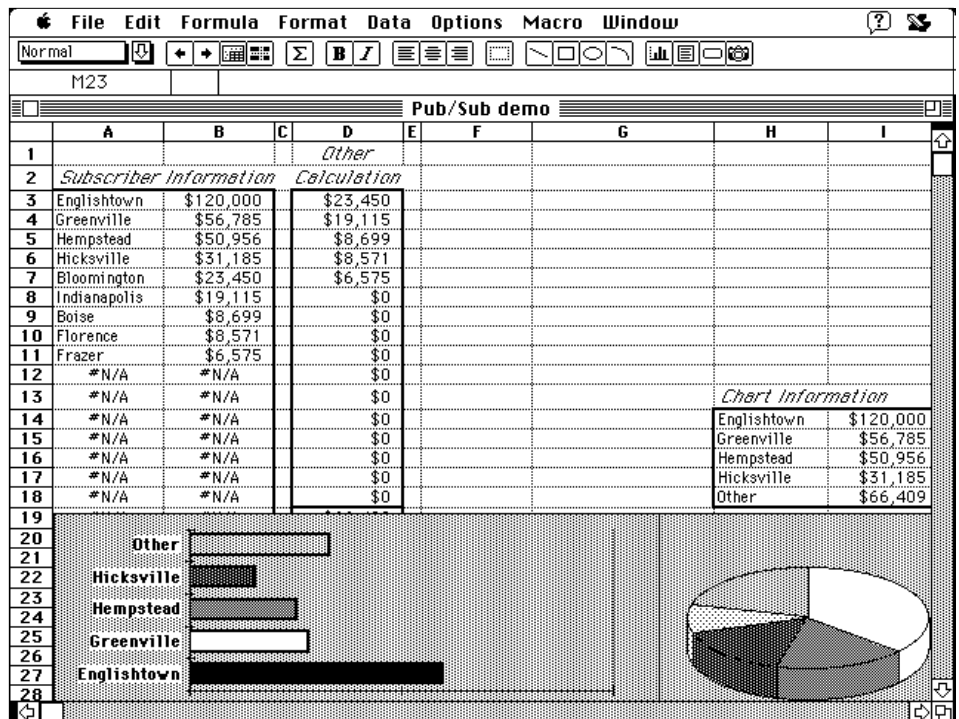 File Edit Formula Format Data Options Macro Window ?
Normal Σ B I
M23
Pub/Sub demo
A B C D E F G H I
1 Other
2 Subscriber Information Calculation
3 Englishtown $120,000 $23,450
4 Greenville $56,785 $19,115
5 Hempstead $50,956 $8,699
6 Hicksville $31,185 $8,571
7 Bloomington $23,450 $6,575
8 Indianapolis $19,115 $0
9 Boise $8,699 $0
10 Florence $8,571 $0
11 Frazer $6,575 $0
12 #N/A #N/A $0
13 #N/A #N/A $0 Chart Information
14 #N/A #N/A $0 Englishtown $120,000
15 #N/A #N/A $0 Greenville $56,785
16 #N/A #N/A $0 Hempstead $50,956
17 #N/A #N/A $0 Hicksville $31,185
18 #N/A #N/A $0 Other $66,409
19
20 Other
21
22 Hicksville
23 Hempstead
24
25 Greenville
26
27 Englishtown
28